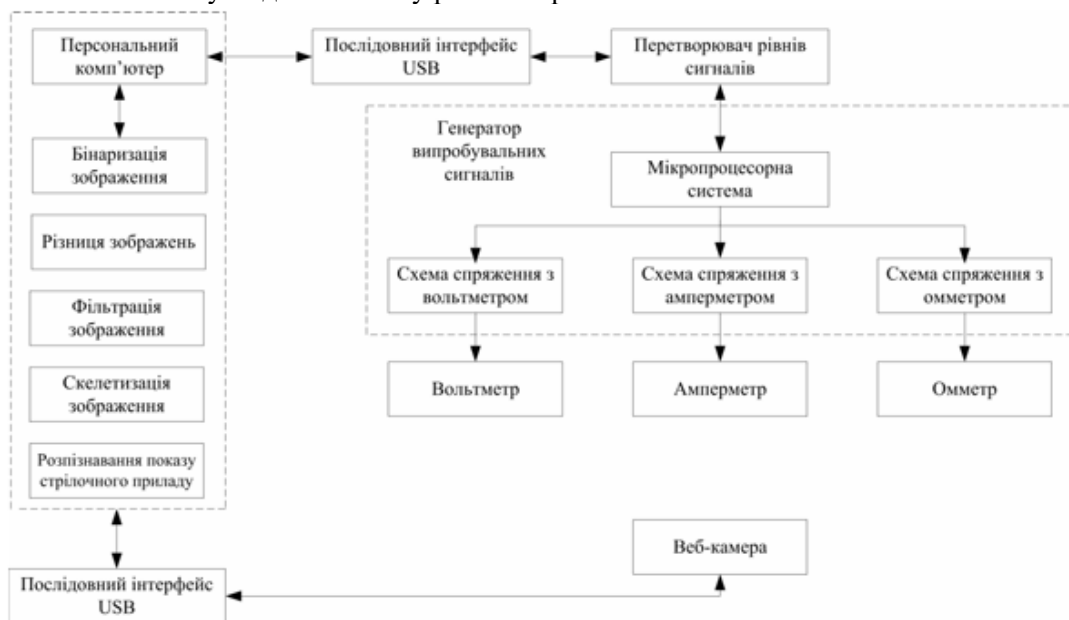 Персональний
комп’ютер
Послідовний інтерфейс
USB
Перетворювач рівнів
сигналів
Генератор
випробувальних
сигналів
Бінаризація
зображення
Мікропроцесорна
система
Різниця зображень
Схема спряження з
вольтметром
Схема спряження з
амперметром
Схема спряження з
омметром
Фільтрація
зображення
Скелетизація
зображення
Вольтметр
Амперметр
Омметр
Розпізнавання показу
стрілочного приладу
Веб-камера
Послідовний інтерфейс
USB